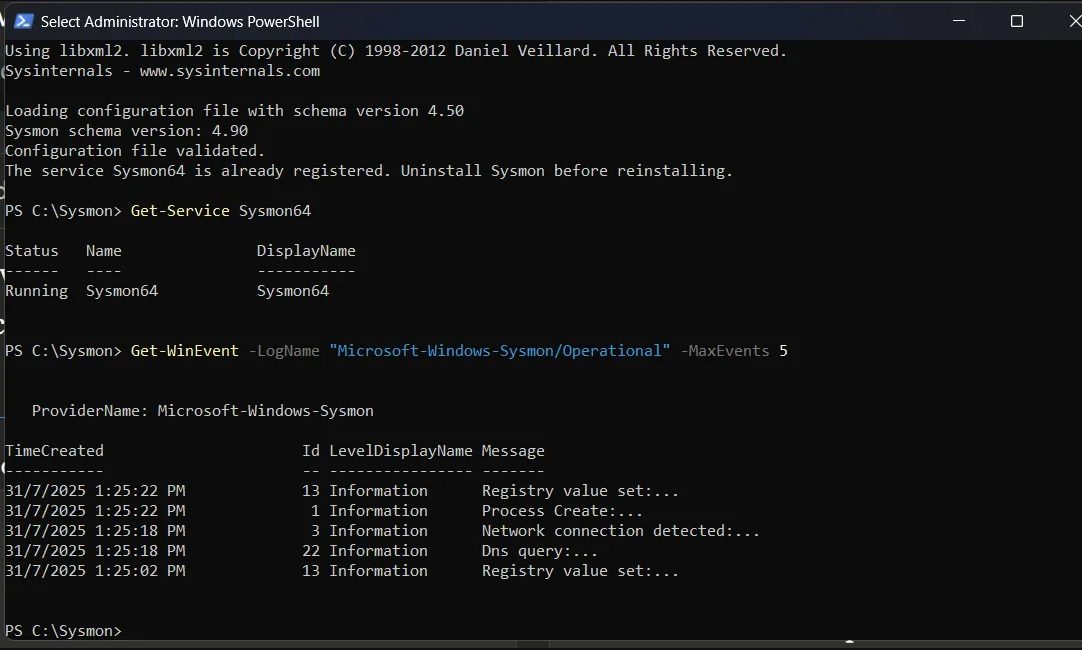 Select Administrator: Windows PowerShell
Using libxml2. libxml2 is Copyright (C) 1998-2012 Daniel Veillard. All Rights Reserved.
Sysinternals - www.sysinternals.com
Loading configuration file with schema version 4.50
Sysmon schema version: 4.90
Configuration file validated.
The service Sysmon64 is already registered. Uninstall Sysmon before reinstalling.
PS C:\Sysmon> Get-Service Sysmon64
Status   Name               DisplayName
------   ----               -----------
Running  Sysmon64           Sysmon64
PS C:\Sysmon> Get-WinEvent -LogName "Microsoft-Windows-Sysmon/Operational" -MaxEvents 5
   ProviderName: Microsoft-Windows-Sysmon
TimeCreated                      Id LevelDisplayName Message
-----------                      -- ---------------- -------
31/7/2025 1:25:22 PM             13 Information      Registry value set:...
31/7/2025 1:25:22 PM              1 Information      Process Create:...
31/7/2025 1:25:18 PM              3 Information      Network connection detected:...
31/7/2025 1:25:18 PM             22 Information      Dns query:...
31/7/2025 1:25:02 PM             13 Information      Registry value set:...
PS C:\Sysmon>